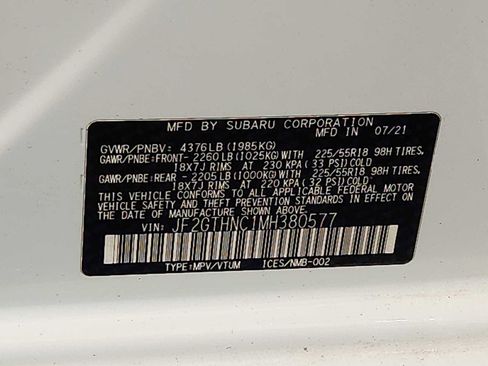 MFD BY SUBARU CORPORATION
MFD IN JAPAN 07/21
GVWR/PNBV: 4376LB(1985KG)
GAWR/PNBE:FRONT- 2260LB(1025KG)WITH 225/55R18 98H TIRES,
18X7J RIMS AT 230 KPA(33 PSI)COLD
GAWR/PNBE:REAR - 2205LB(1000KG)WITH 225/55R18 98H TIRES,
18X7J RIMS AT 220 KPA(32 PSI)COLD
THIS VEHICLE CONFORMS TO ALL APPLICABLE FEDERAL MOTOR
VEHICLE SAFETY AND THEFT PREVENTION STANDARDS IN EFFECT
ON THE DATE OF MANUFACTURE SHOWN ABOVE.
VIN: JF2GTHNC1MH380577
TYPE:MPV/VTUM ICES/NMB-002